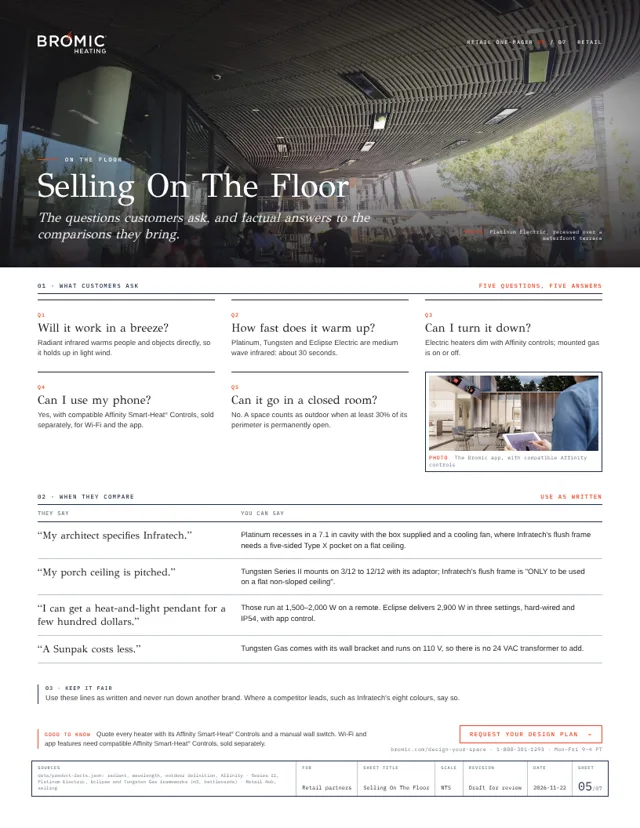 BROMIC
HEATING
RETAIL ONE-PAGER / 07 RETAIL
ON THE FLOOR
Selling On The Floor
The questions customers ask, and factual answers to the
comparisons they bring.
Platinum Electric, recessed over a
waterfront terrace
01 · WHAT CUSTOMERS ASK
FIVE QUESTIONS, FIVE ANSWERS
Q1
Will it work in a breeze?
Radiant infrared warms people and objects directly, so
it holds up in light wind.
Q2
How fast does it warm up?
Platinum, Tungsten and Eclipse Electric are medium
wave infrared: about 30 seconds.
Q3
Can I turn it down?
Electric heaters dim with Affinity controls; mounted gas
is on or off.
Q4
Can I use my phone?
Yes, with compatible Affinity Smart-Heat® Controls, sold
separately, for Wi-Fi and the app.
Q5
Can it go in a closed room?
No. A space counts as outdoor when at least 30% of its
perimeter is permanently open.
PHOTO The Bromic app, with compatible Affinity
controls
02 · WHEN THEY COMPARE
USE AS WRITTEN
THEY SAY
YOU CAN SAY
“My architect specifies Infratech.”
Platinum recesses in a 7.1 in cavity with the box supplied and a cooling fan, where Infratech's flush frame
needs a five-sided Type X pocket on a flat ceiling.
“My porch ceiling is pitched.”
Tungsten Series II mounts on 3/12 to 12/12 with its adaptor; Infratech's flush frame is “ONLY to be used
on a flat non-sloped ceiling”.
“I can get a heat-and-light pendant for a
few hundred dollars.”
Those run at 1,500–2,000 W on a remote. Eclipse delivers 2,900 W in three settings, hard-wired and
IP54, with app control.
“A Sunpak costs less.”
Tungsten Gas comes with its wall bracket and runs on 110 V, so there is no 24 VAC transformer to add.
03 · KEEP IT FAIR
Use these lines as written and never run down another brand. Where a competitor leads, such as Infratech's eight colours, say so.
GOOD TO KNOW Quote every heater with its Affinity Smart-Heat® Controls and a manual wall switch. Wi-Fi and
app features need compatible Affinity Smart-Heat® Controls, sold separately.
REQUEST YOUR DESIGN PLAN →
bromic.com/design-your-space · 1-800-301-1293 · Mon-Fri 9-4 PT
SOURCES
FOR
Retail partners
SHEET TITLE
Selling On The Floor
SCALE
NTS
REVISION
Draft for review
DATE
2026-11-22
SHEET
05/07